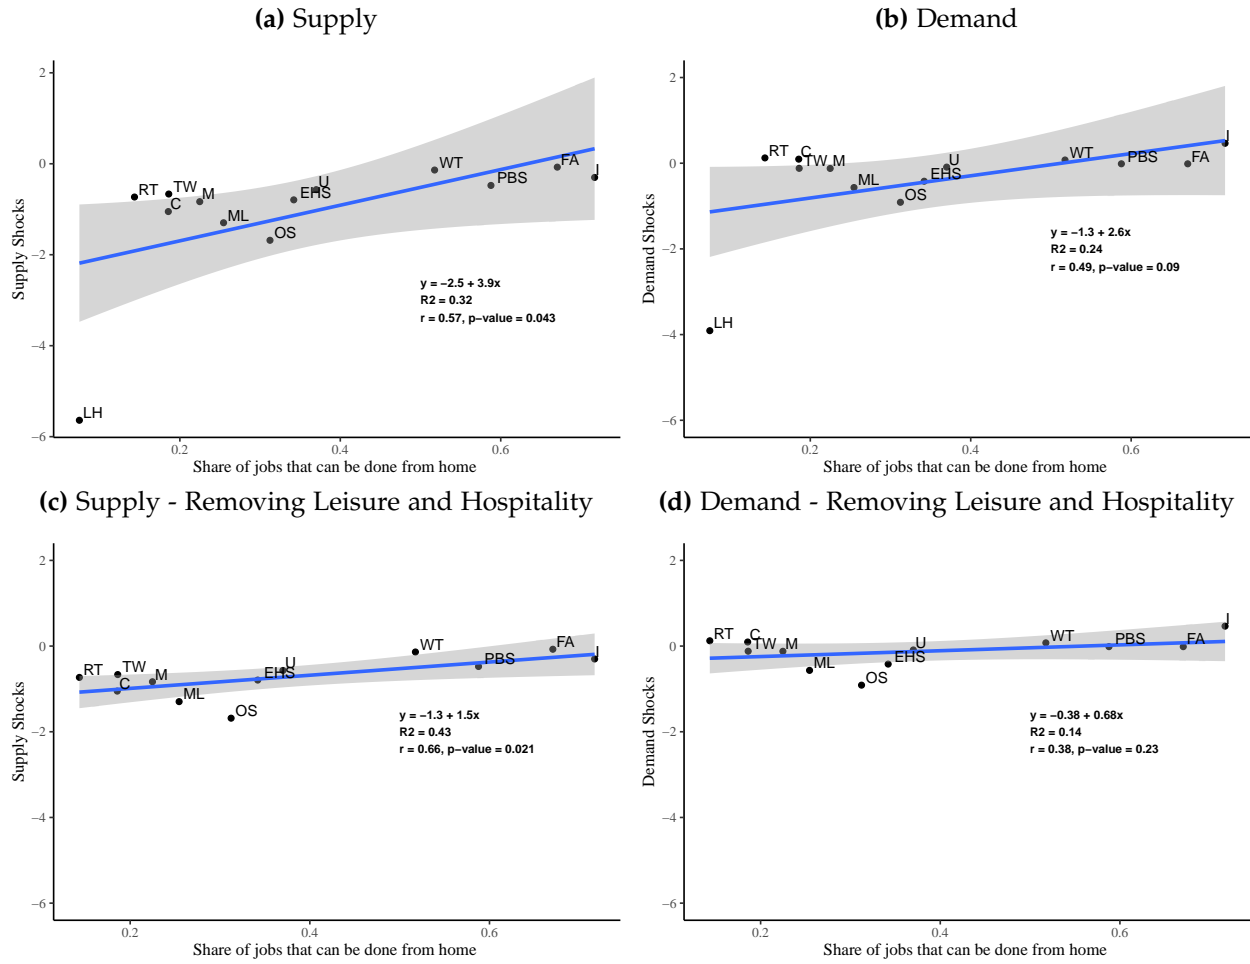 (a) Supply
2
0
−2
−4
−6
Supply Shocks
RT
TW
C
M
ML
OS
EHS
U
WT
PBS
FA
I
LH
y = −2.5 + 3.9x
R2 = 0.32
r = 0.57, p−value = 0.043
0.2
0.4
0.6
Share of jobs that can be done from home
(b) Demand
2
0
−2
−4
−6
Demand Shocks
RT
C
TW
M
ML
OS
EHS
U
WT
PBS
FA
I
LH
y = −1.3 + 2.6x
R2 = 0.24
r = 0.49, p−value = 0.09
0.2
0.4
0.6
Share of jobs that can be done from home
(c) Supply - Removing Leisure and Hospitality
2
0
−2
−4
−6
Supply Shocks
RT
TW
C
M
ML
OS
EHS
U
WT
PBS
FA
I
y = −1.3 + 1.5x
R2 = 0.43
r = 0.66, p−value = 0.021
0.2
0.4
0.6
Share of jobs that can be done from home
(d) Demand - Removing Leisure and Hospitality
2
0
−2
−4
−6
Demand Shocks
RT
C
TW
M
ML
OS
EHS
U
WT
PBS
FA
I
y = −0.38 + 0.68x
R2 = 0.14
r = 0.38, p−value = 0.23
0.2
0.4
0.6
Share of jobs that can be done from home